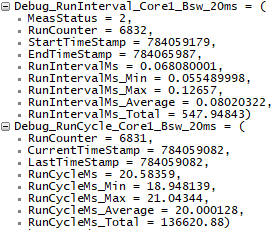 Debug_RunInterval_Core1_Bsw_20ms = (
MeasStatus = 2,
RunCounter = 6832,
StartTimeStamp = 784059179,
EndTimeStamp = 784065987,
RunIntervalMs = 0.068080001,
RunIntervalMs_Min = 0.055489998,
RunIntervalMs_Max = 0.12657,
RunIntervalMs_Average = 0.08020322,
RunIntervalMs_Total = 547.94843)
Debug_RunCycle_Core1_Bsw_20ms = (
RunCounter = 6831,
CurrentTimeStamp = 784059082,
LastTimeStamp = 784059082,
RunCycleMs = 20.58359,
RunCycleMs_Min = 18.948139,
RunCycleMs_Max = 21.04344,
RunCycleMs_Average = 20.000128,
RunCycleMs_Total = 136620.88)